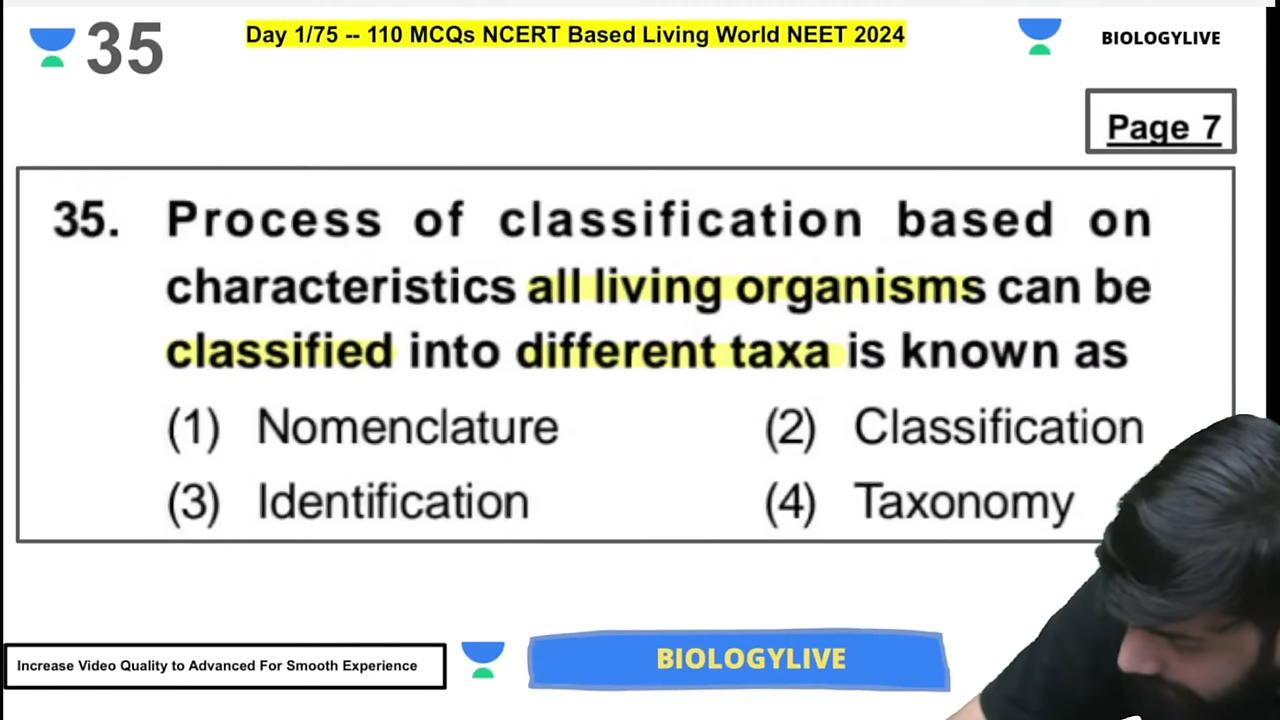 35
Day 1/75 -- 110 MCQs NCERT Based Living World NEET 2024
BIOLOGYLIVE
Page 7
35. Process of classification based on
characteristics all living organisms can be
classified into different taxa is known as
(1) Nomenclature (2) Classification
(3) Identification (4) Taxonomy
Increase Video Quality to Advanced For Smooth Experience
BIOLOGYLIVE